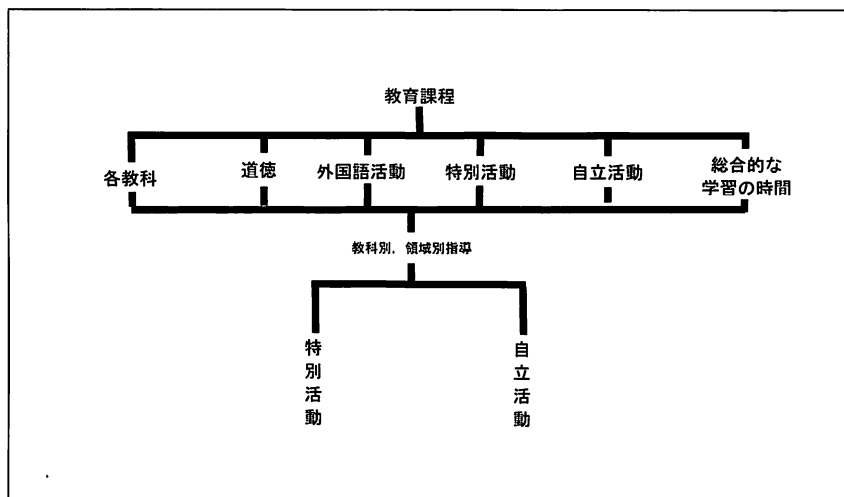 教育課程
各教科
道徳
外国語活動
特別活動
自立活動
総合的な
学習の時間
教科別，領域別指導
特別活動
自立活動